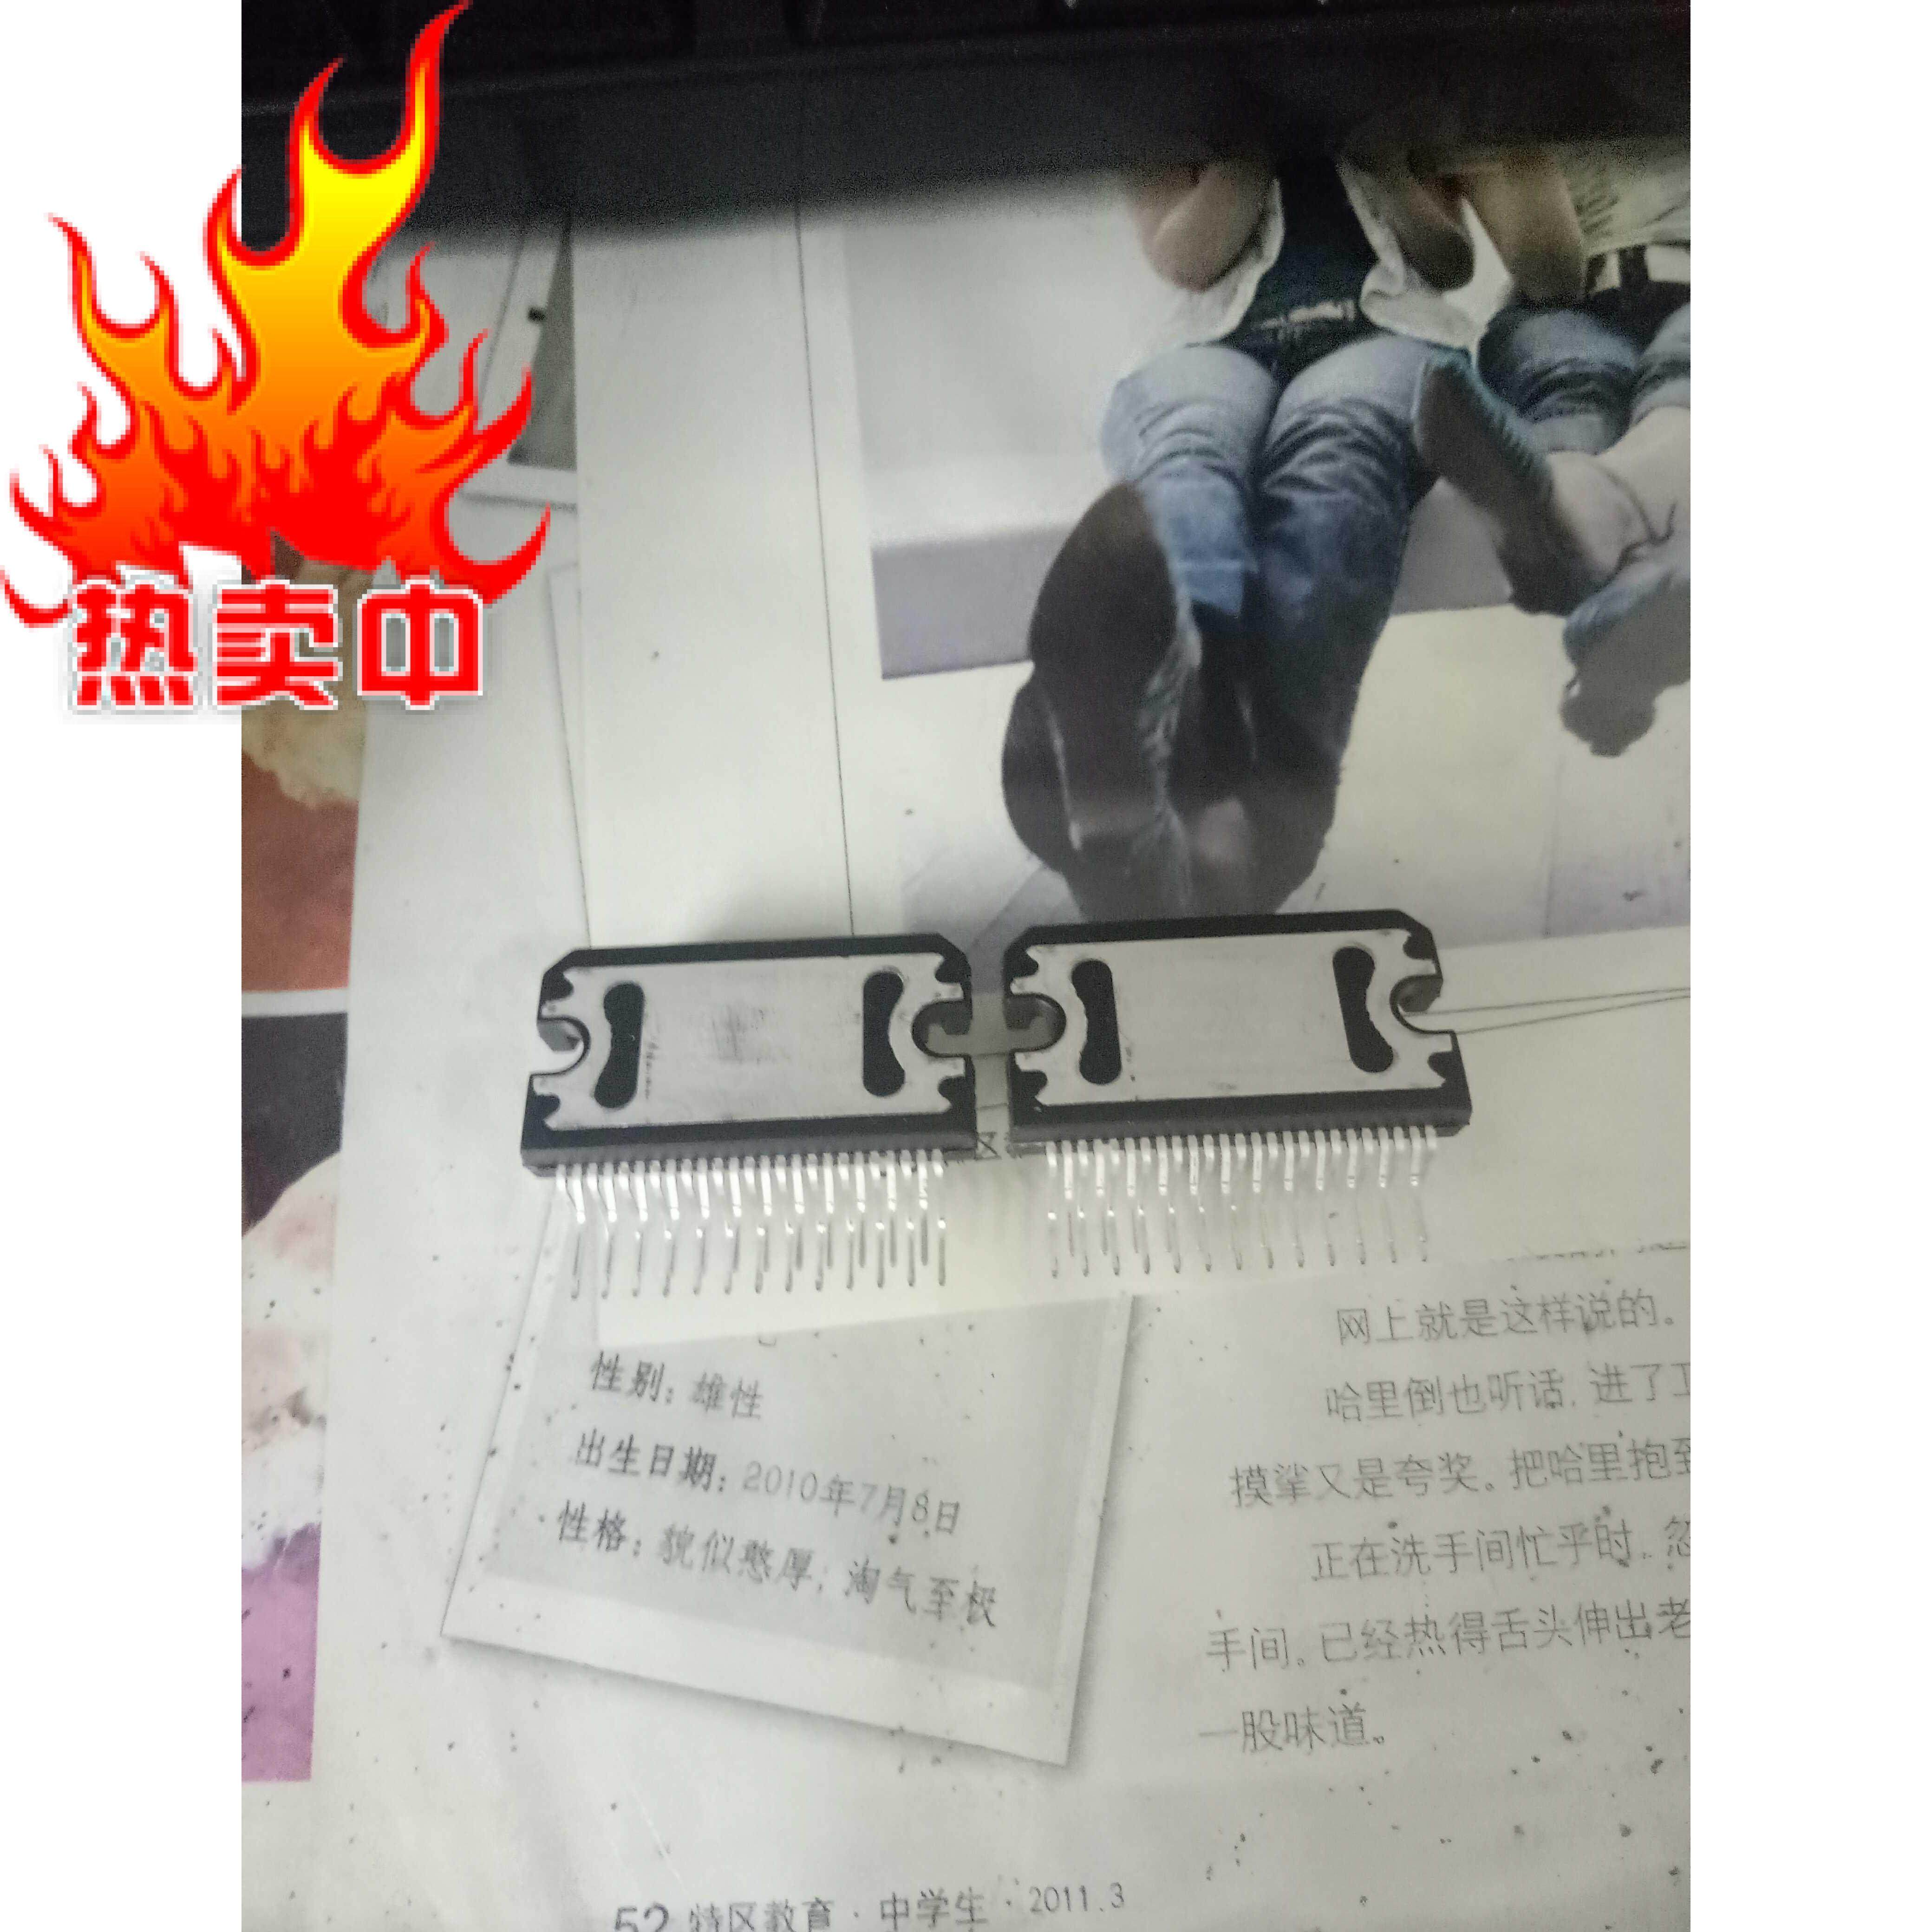 热卖中
性别：雄性
出生日期：2010年7月8日
性格：貌似憨厚；淘气至极
网上就是这样说的。
哈里倒也听话，进了
摸挲又是夸奖。把哈里抱到
正在洗手间忙乎时，忽
手间。已经热得舌头伸出老
一股味道。
52 特区教育·中学生·2011.3